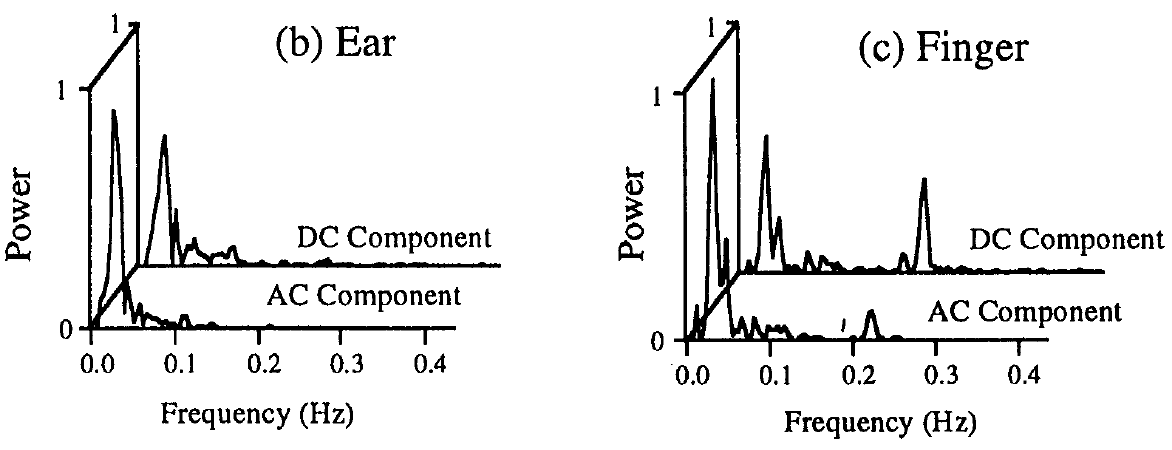 (b) Ear
1
1
Power
DC Component
AC Component
0
0.0 0.1 0.2 0.3 0.4
Frequency (Hz)
(c) Finger
1
1
Power
DC Component
AC Component
0
0.0 0.1 0.2 0.3 0.4
Frequency (Hz)